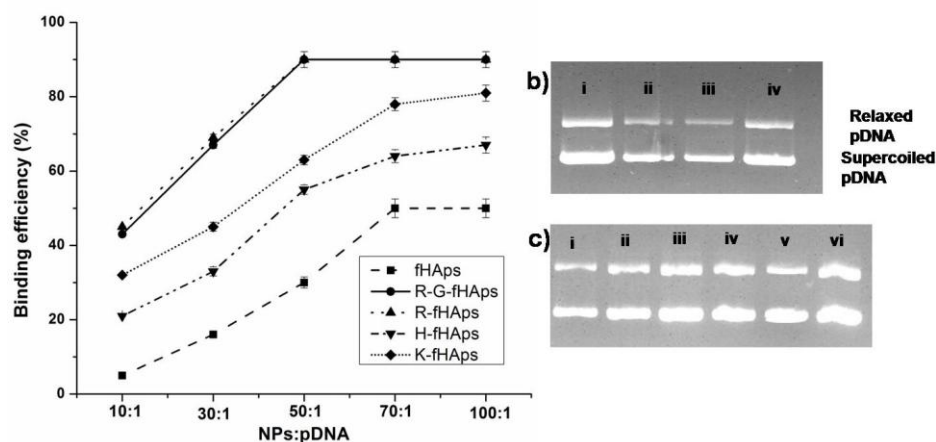 100
80
60
40
20
0
Binding efficiency (%)
10:1 30:1 50:1 70:1 100:1
NPs:pDNA
fHAps
R-G-fHAps
R-fHAps
H-fHAps
K-fHAps
b)
i ii iii iv
Relaxed
pDNA
Supercoiled
pDNA
c)
i ii iii iv v vi